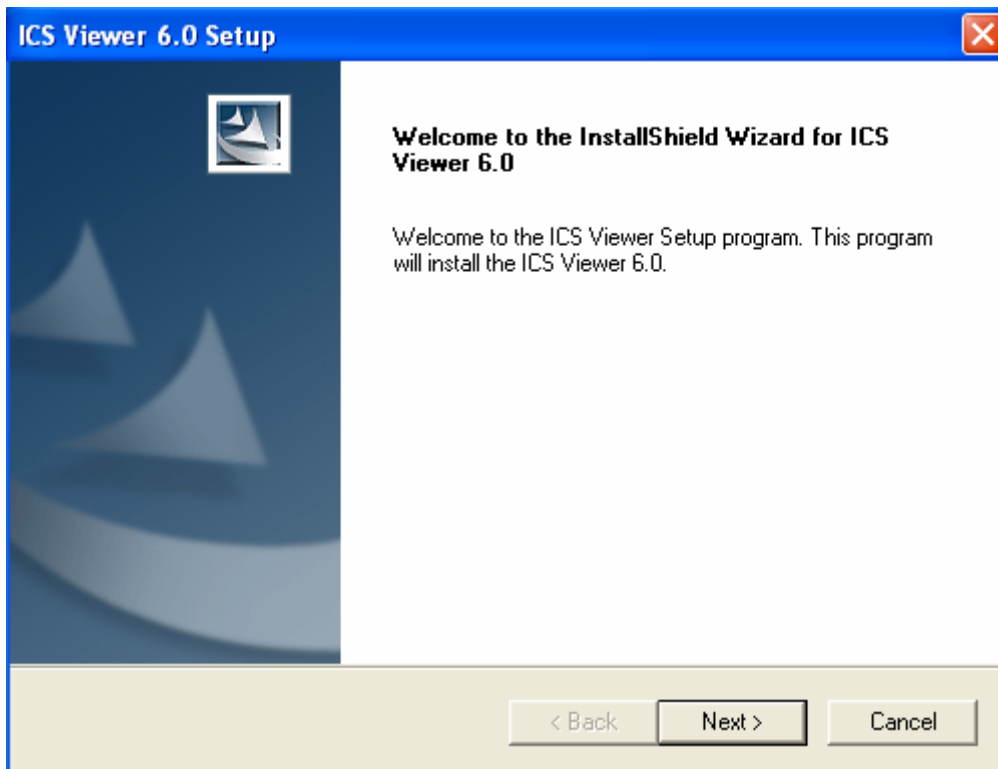 ICS Viewer 6.0 Setup
Welcome to the InstallShield Wizard for ICS
Viewer 6.0
Welcome to the ICS Viewer Setup program. This program
will install the ICS Viewer 6.0.
< Back
Next >
Cancel